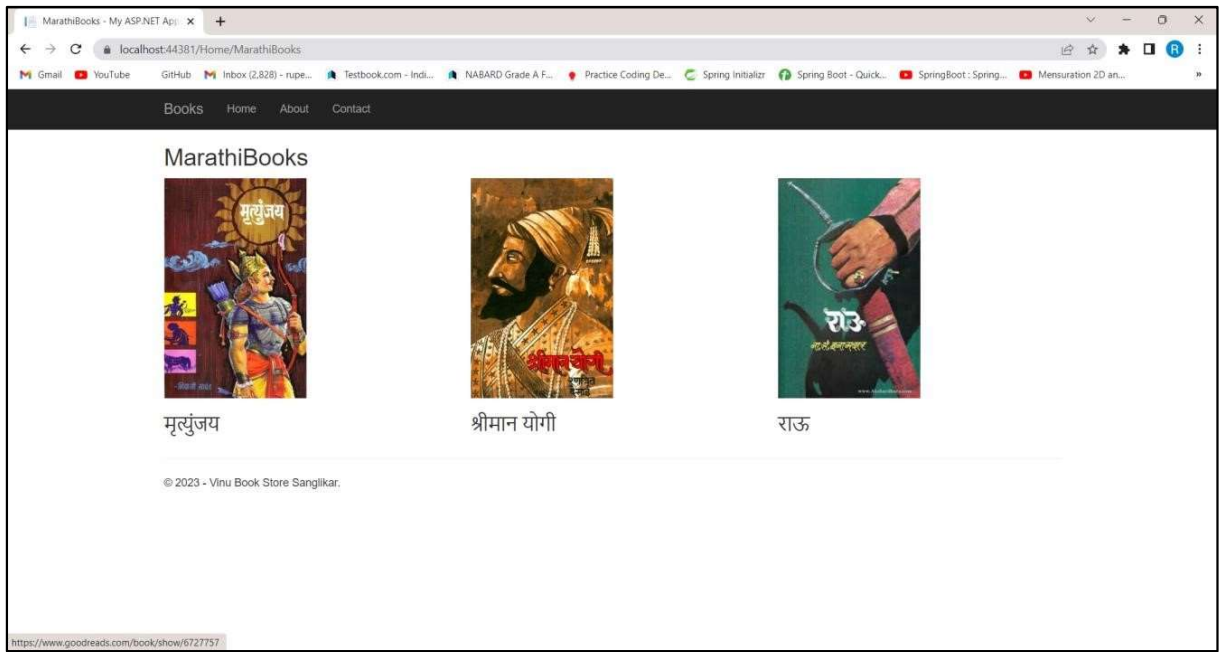 MarathiBooks - My ASP.NET App
localhost:44381/Home/MarathiBooks
R
Gmail YouTube GitHub Inbox (2,828) - rupe... Testbook.com - Indi... NABARD Grade A F... Practice Coding De... Spring Initializr Spring Boot - Quick... SpringBoot : Spring... Mensuration 2D an... »
Books Home About Contact
MarathiBooks
मृत्युंजय
श्रीमान योगी
रणजित
देसाई
राऊ
मृत्युंजय श्रीमान योगी राऊ
© 2023 - Vinu Book Store Sanglikar.
https://www.goodreads.com/book/show/6727757